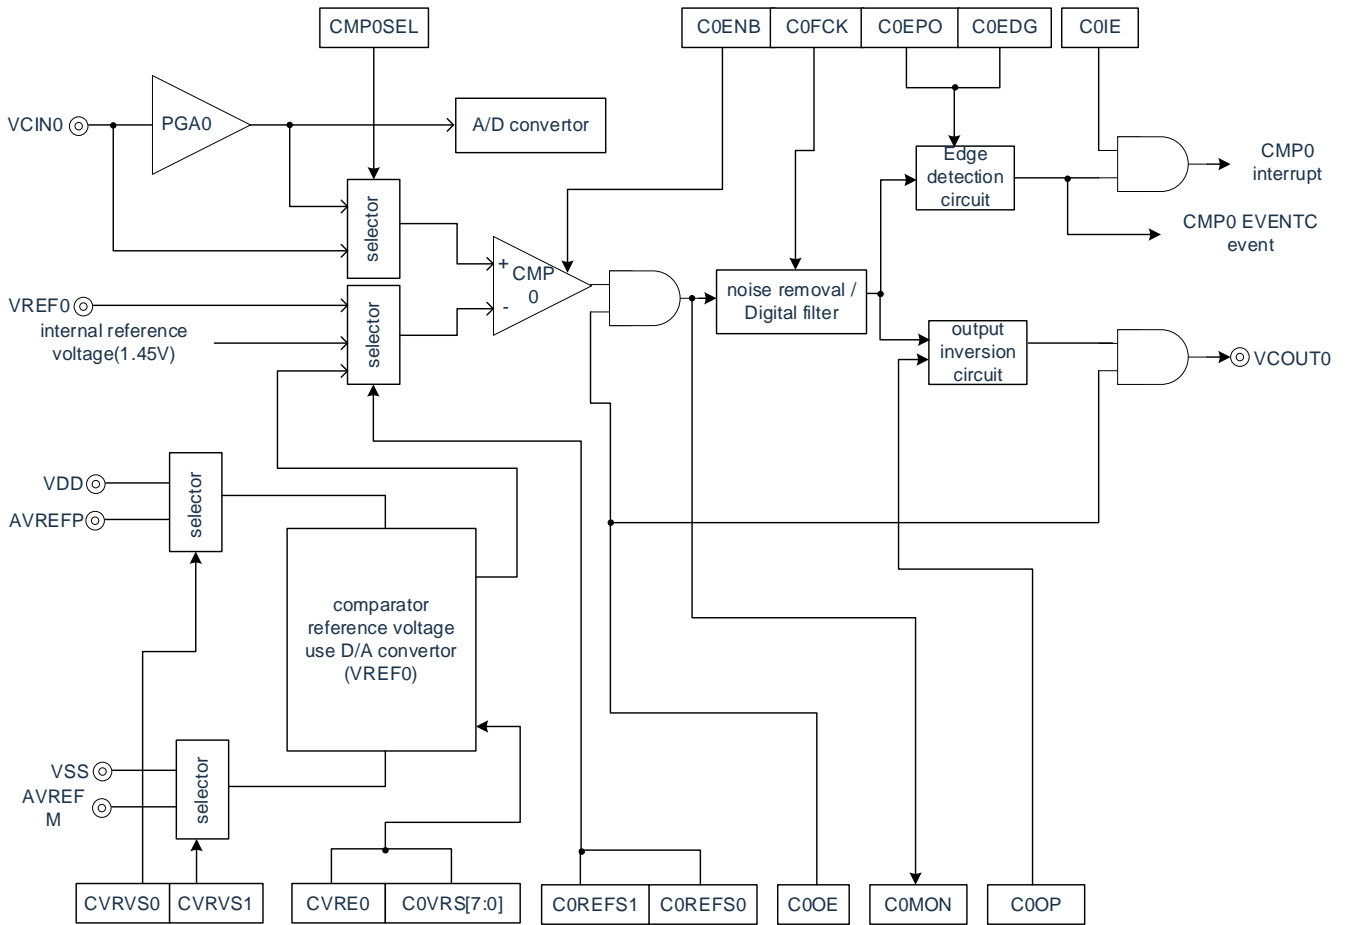 CMP0SEL
C0ENB
C0FCK
C0EPO
C0EDG
C0IE
VCIN0
PGA0
A/D convertor
selector
Edge
detection
circuit
CMP0
interrupt
CMP0 EVENTC
event
VREF0
internal reference
voltage(1.45V)
selector
+
CMP
0
-
noise removal /
Digital filter
output
inversion
circuit
VCOUT0
VDD
AVREFP
selector
comparator
reference voltage
use D/A convertor
(VREF0)
VSS
AVREF
M
selector
CVRVS0
CVRVS1
CVRE0
C0VRS[7:0]
C0REFS1
C0REFS0
C0OE
C0MON
C0OP